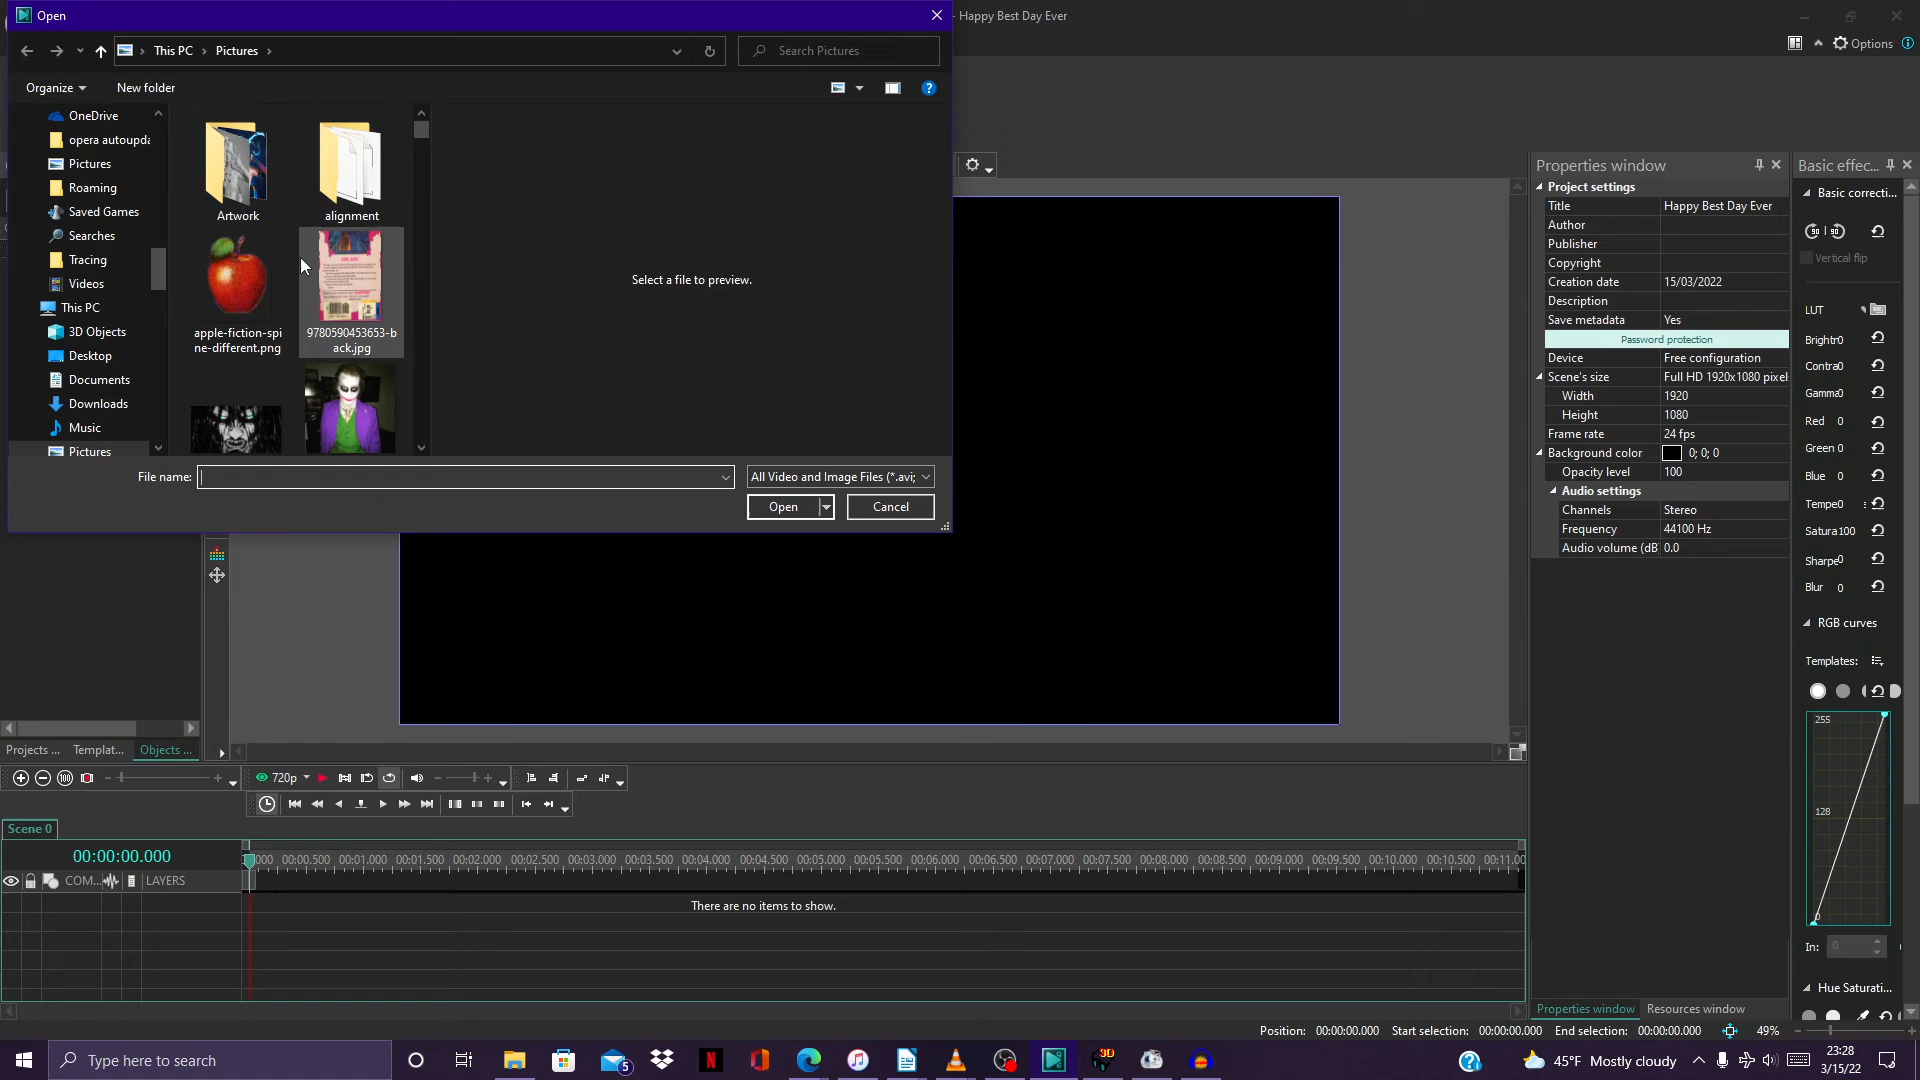 Open
- Happy Best Day Ever
Options
This PC
Pictures
Search Pictures
Organize
New folder
OneDrive
opera autoupda
Pictures
Roaming
Saved Games
Searches
Tracing
Videos
This PC
3D Objects
Desktop
Documents
Downloads
Music
Pictures
Artwork
alignment
apple-fiction-spi
ne-different.png
9780590453653-b
ack.jpg
Select a file to preview.
File name:
All Video and Image Files (*.avi;
Open
Cancel
Properties window
Project settings
Title Happy Best Day Ever
Author
Publisher
Copyright
Creation date 15/03/2022
Description
Save metadata Yes
Password protection
Device Free configuration
Scene's size Full HD 1920x1080 pixel
Width 1920
Height 1080
Frame rate 24 fps
Background color 0; 0; 0
Opacity level 100
Audio settings
Channels Stereo
Frequency 44100 Hz
Audio volume (dB 0.0
Properties window Resources window
Basic effec...
Basic correctio...
90 90
Vertical flip
LUT
Brightr0
Contra0
Gamma0
Red 0
Green 0
Blue 0
Tempe0
Satura100
Sharpe0
Blur 0
RGB curves
Templates:
255
128
0
In: 0
Hue Saturati...
Projects ... Templat... Objects ...
100
720p
Scene 0
00:00:00.000
COM... LAYERS
000 00:00.500 00:01.000 00:01.500 00:02.000 00:02.500 00:03.000 00:03.500 00:04.000 00:04.500 00:05.000 00:05.500 00:06.000 00:06.500 00:07.000 00:07.500 00:08.000 00:08.500 00:09.000 00:09.500 00:10.000 00:10.500 00:11.00
There are no items to show.
Position: 00:00:00.000 Start selection: 00:00:00.000 End selection: 00:00:00.000 49%
Type here to search
5
N
3D
45°F Mostly cloudy
23:28
3/15/22